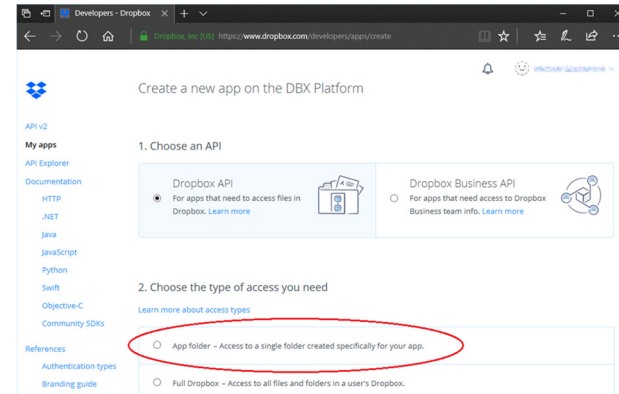 Developers - Dropbox
Dropbox, Inc [US] https://www.dropbox.com/developers/apps/create
Create a new app on the DBX Platform
API v2
My apps
API Explorer
Documentation
HTTP
.NET
Java
JavaScript
Python
Swift
Objective-C
Community SDKs
References
Authentication types
Branding guide
1. Choose an API
Dropbox API
For apps that need to access files in
Dropbox. Learn more
Dropbox Business API
For apps that need access to Dropbox
Business team info. Learn more
2. Choose the type of access you need
Learn more about access types
App folder – Access to a single folder created specifically for your app.
Full Dropbox – Access to all files and folders in a user's Dropbox.